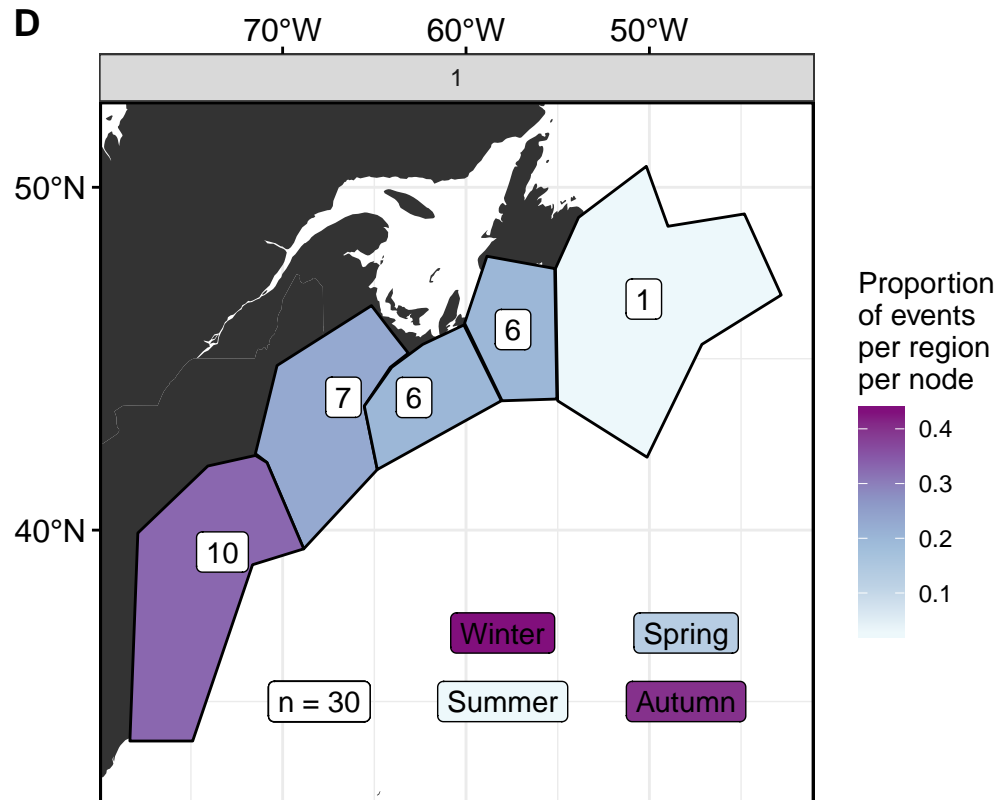 D
70°W 60°W 50°W
1
50°N
40°N
1
6
7
6
10
Winter Spring
n = 30 Summer Autumn
Proportion
of events
per region
per node
0.4
0.3
0.2
0.1